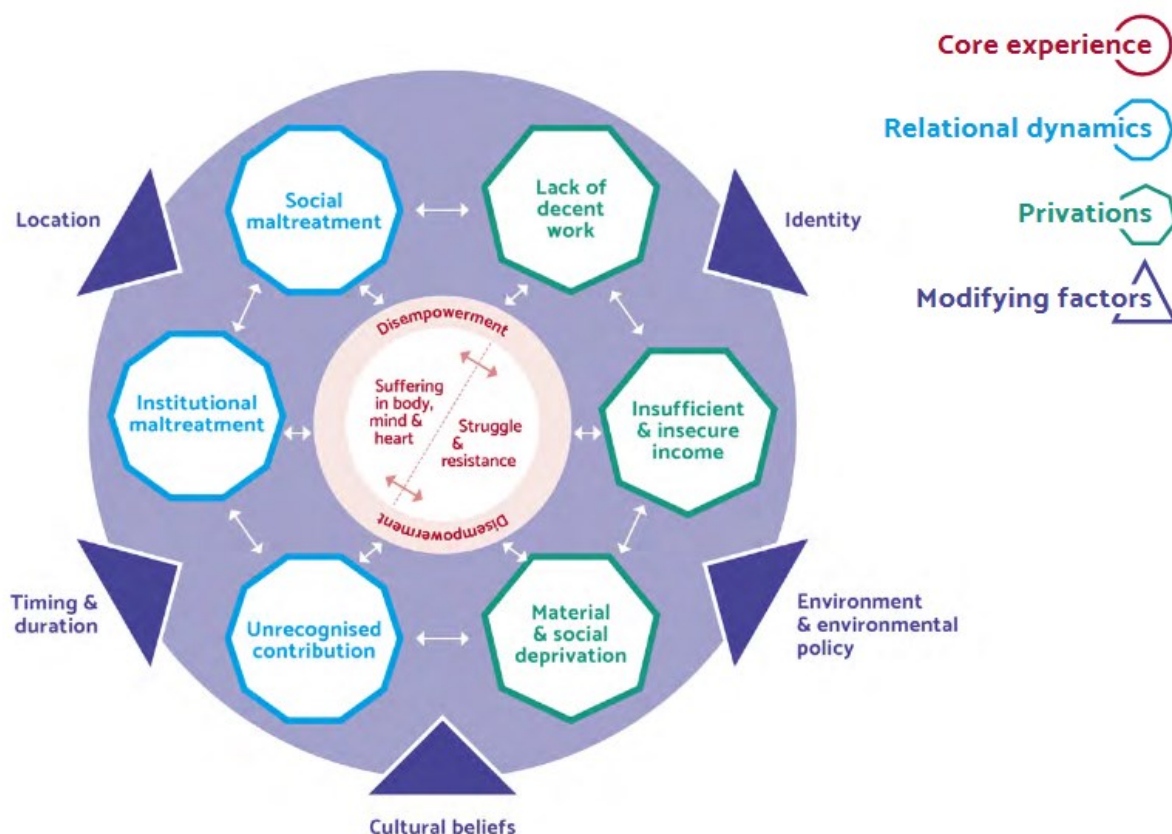 Core experience
Relational dynamics
Privations
Modifying factors
Location
Identity
Social
maltreatment
Lack of
decent
work
Disempowerment
Institutional
maltreatment
Suffering
in body,
mind &
heart
Struggle
&
resistance
Insufficient
& insecure
income
Disempowerment
Timing &
duration
Unrecognised
contribution
Material
& social
deprivation
Environment
& environmental
policy
Cultural beliefs